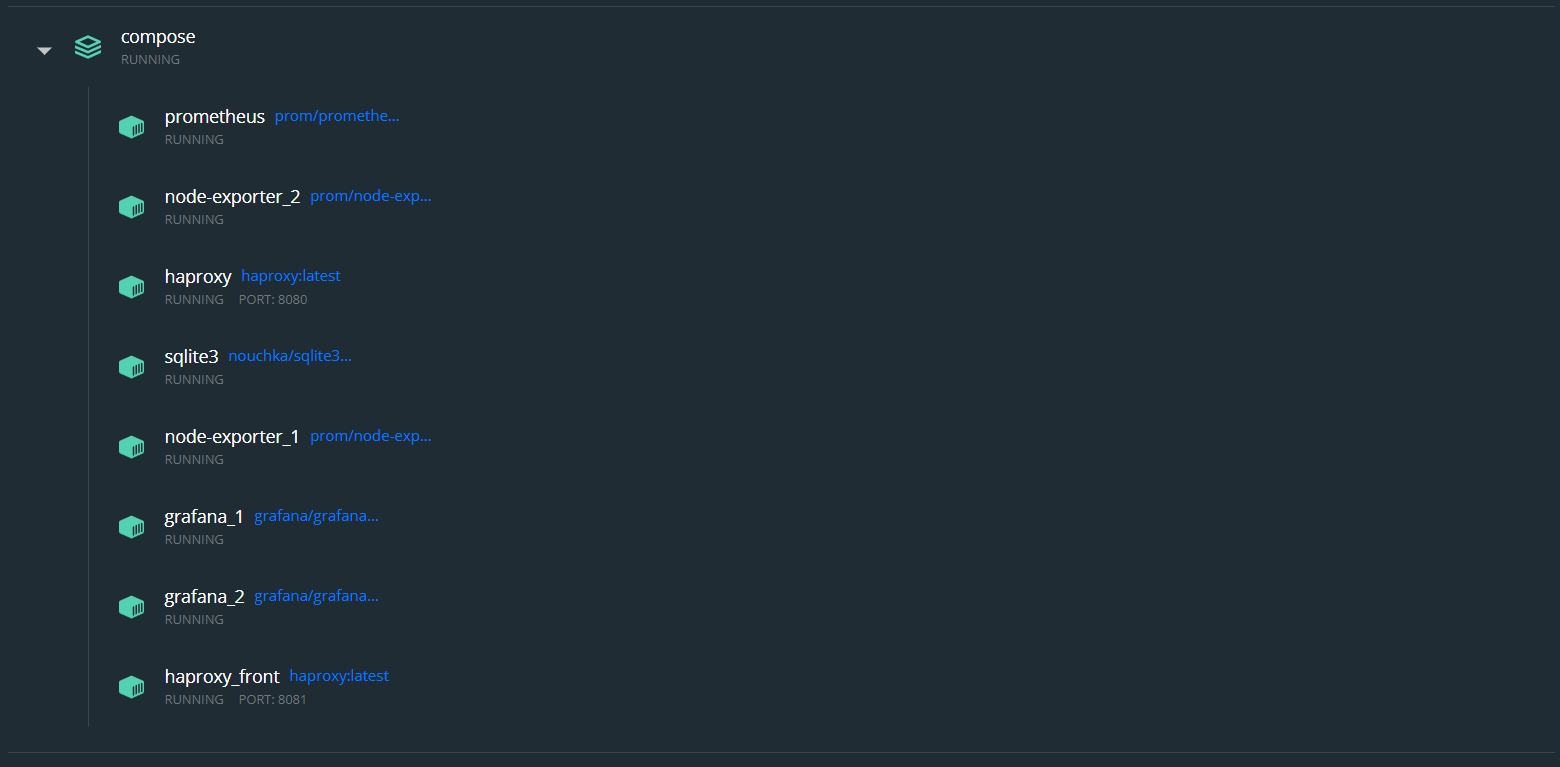 compose
RUNNING
prometheus prom/promethe...
RUNNING
node-exporter_2 prom/node-exp...
RUNNING
haproxy haproxy:latest
RUNNING PORT: 8080
sqlite3 nouchka/sqlite3...
RUNNING
node-exporter_1 prom/node-exp...
RUNNING
grafana_1 grafana/grafana...
RUNNING
grafana_2 grafana/grafana...
RUNNING
haproxy_front haproxy:latest
RUNNING PORT: 8081